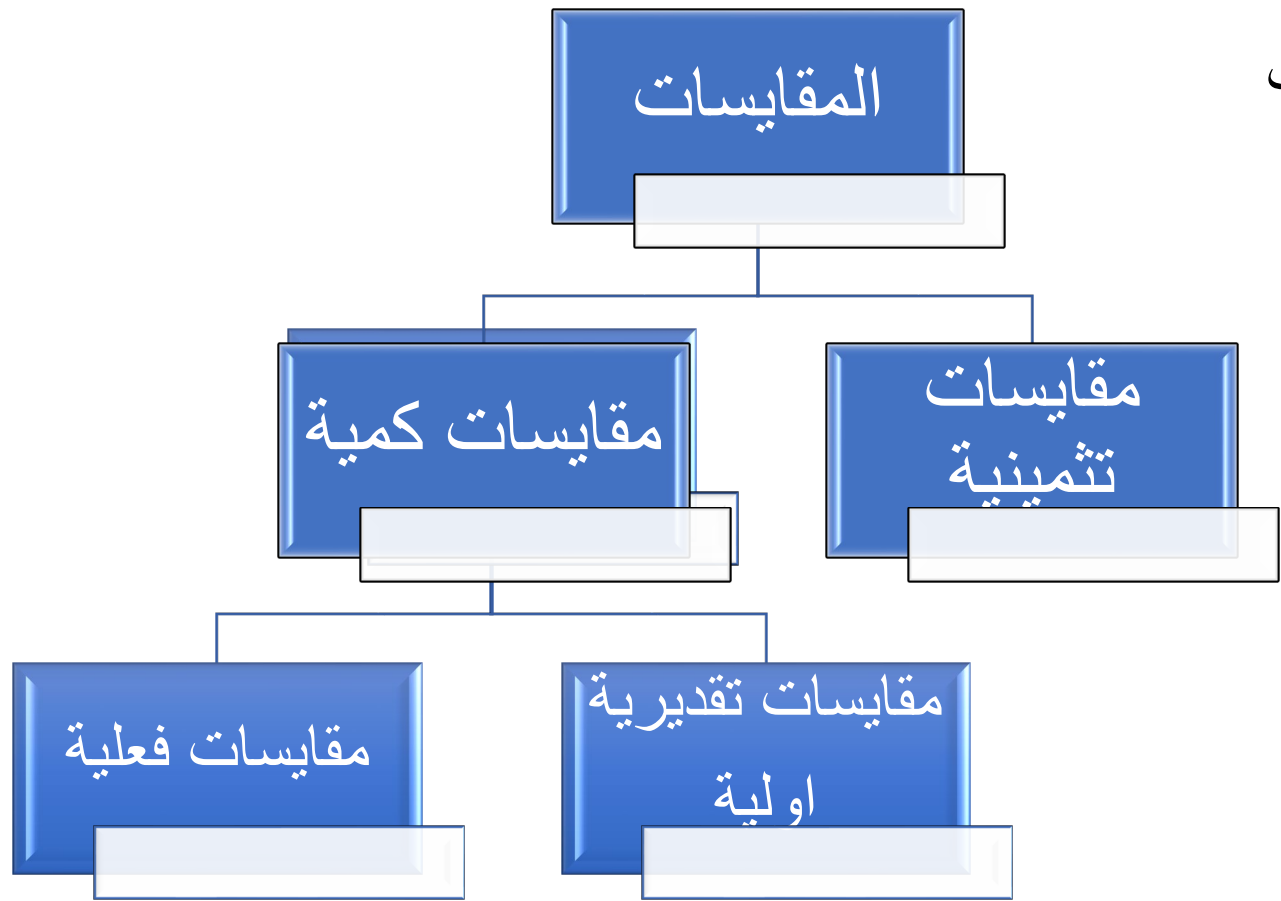 المقايسات
مقايسات
تثمينية
مقايسات كمية
مقايسات تقديرية
اولية
مقايسات فعلية